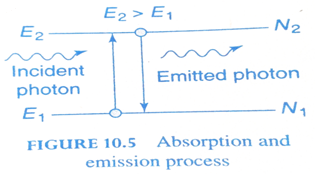 E₂ > E₁
E₂ N₂
Incident photon
Emitted photon
E₁ N₁
FIGURE 10.5 Absorption and
emission process